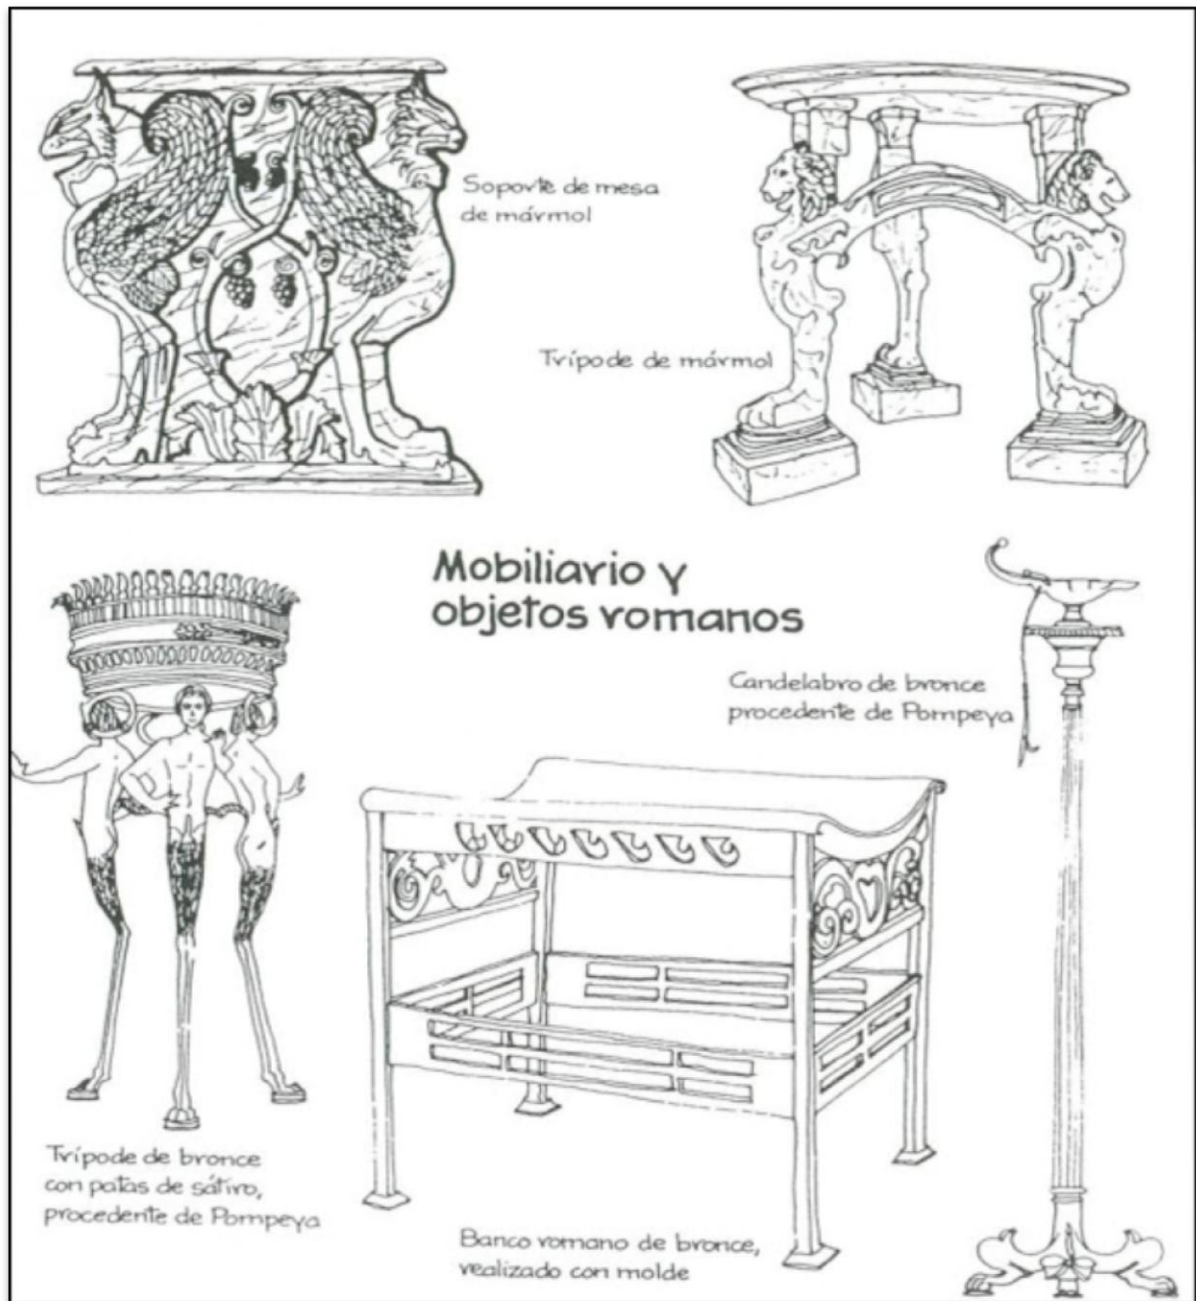 Soporte de mesa
de mármol
Trípode de mármol
Mobiliario y
objetos romanos
Candelabro de bronce
procedente de Pompeya
Trípode de bronce
con patas de sátiro,
procedente de Pompeya
Banco romano de bronce,
realizado con molde